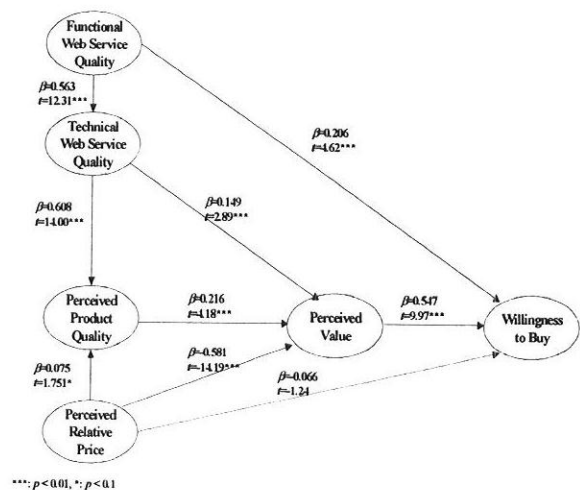 Functional
Web Service
Quality
β=0.563
t=12.31***
Technical
Web Service
Quality
β=0.206
t=4.62***
β=0.608
t=14.00***
β=0.149
t=2.89***
Perceived
Product
Quality
β=0.216
t=4.18***
Perceived
Value
β=0.547
t=9.97***
Willingness
to Buy
β=0.075
t=1.751*
β=-0.581
t=-14.19***
β=-0.066
t=-1.24
Perceived
Relative
Price
***: p < 0.01, *: p < 0.1